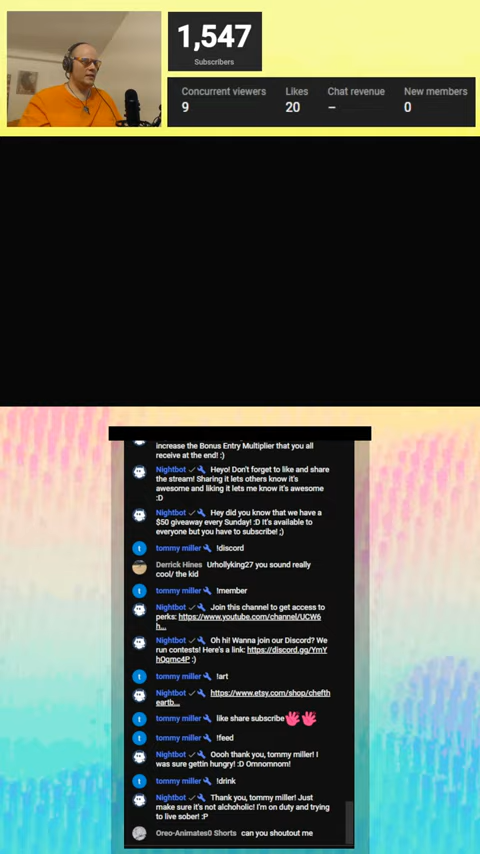 1,547
Subscribers
Concurrent viewers Likes Chat revenue New members
9 20 – 0
increase the Bonus Entry Multiplier that you all
receive at the end! :)
Nightbot Heyo! Don't forget to like and share
the stream! Sharing it lets others know it's
awesome and liking it lets me know it's awesome
:D
Nightbot Hey did you know that we have a
$50 giveaway every Sunday! :D It's available to
everyone but you have to subscribe! ;)
t tommy miller !discord
Derrick Hines Urhollyking27 you sound really
cool/ the kid
t tommy miller !member
Nightbot Join this channel to get access to
perks: https://www.youtube.com/channel/UCW6
h...
Nightbot Oh hi! Wanna join our Discord? We
run contests! Here's a link: https://discord.gg/YmY
hQqmc4P :)
t tommy miller !art
Nightbot https://www.etsy.com/shop/chefth
eartb...
t tommy miller like share subscribe
t tommy miller !feed
Nightbot Oooh thank you, tommy miller! I
was sure gettin hungry! :D Omnomnom!
t tommy miller !drink
Nightbot Thank you, tommy miller! Just
make sure it's not alchoholic! I'm on duty and trying
to live sober! :P
Oreo-Animates0 Shorts can you shoutout me